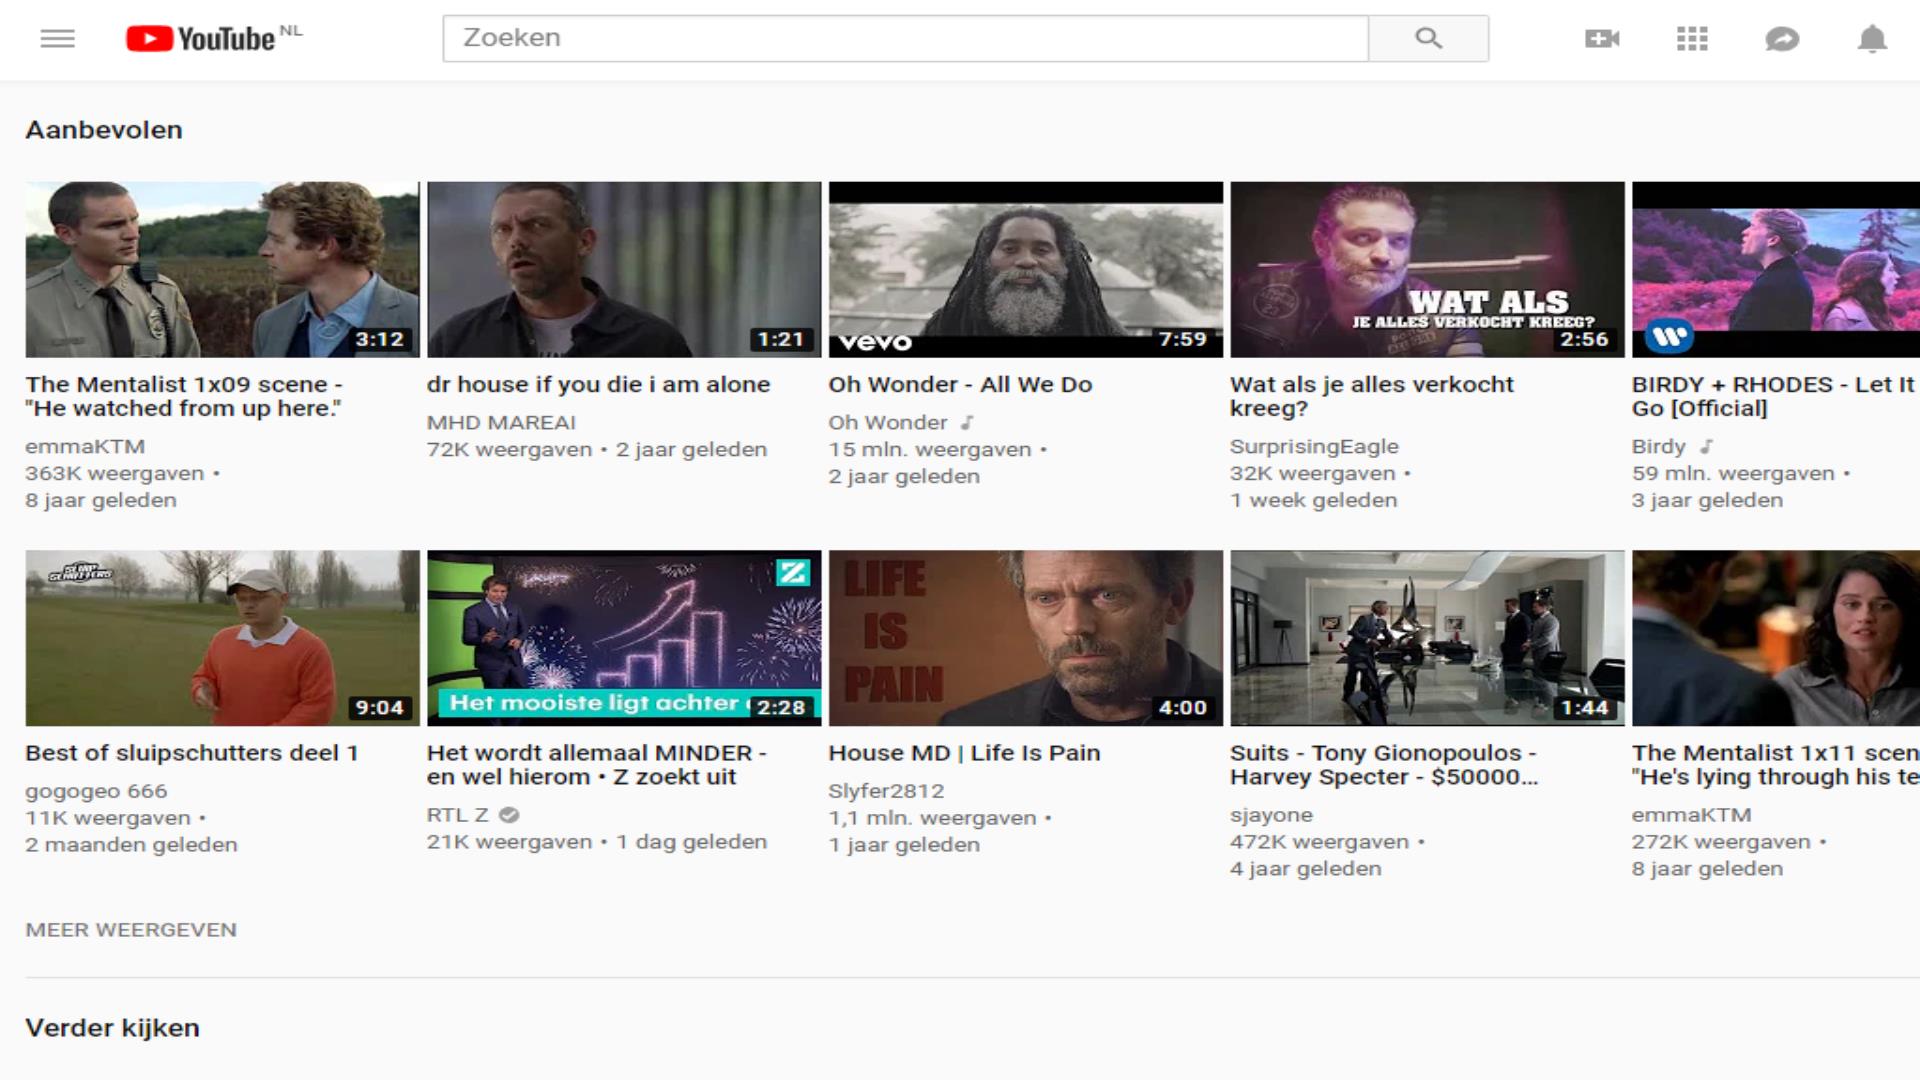 YouTube NL
Zoeken
Aanbevolen
3:12
1:21
vevo
7:59
WAT ALS
JE ALLES VERKOCHT KREEG?
2:56
The Mentalist 1x09 scene -
"He watched from up here."
emmaKTM
363K weergaven •
8 jaar geleden
dr house if you die i am alone
MHD MAREAI
72K weergaven • 2 jaar geleden
Oh Wonder - All We Do
Oh Wonder
15 mln. weergaven •
2 jaar geleden
Wat als je alles verkocht
kreeg?
SurprisingEagle
32K weergaven •
1 week geleden
BIRDY + RHODES - Let It
Go [Official]
Birdy
59 mln. weergaven •
3 jaar geleden
9:04
Z
Het mooiste ligt achter
2:28
LIFE
IS
PAIN
4:00
1:44
Best of sluipschutters deel 1
gogogeo 666
11K weergaven •
2 maanden geleden
Het wordt allemaal MINDER -
en wel hierom • Z zoekt uit
RTL Z
21K weergaven • 1 dag geleden
House MD | Life Is Pain
Slyfer2812
1,1 mln. weergaven •
1 jaar geleden
Suits - Tony Gionopoulos -
Harvey Specter - $50000...
sjayone
472K weergaven •
4 jaar geleden
The Mentalist 1x11 scen
"He's lying through his te
emmaKTM
272K weergaven •
8 jaar geleden
MEER WEERGEVEN
Verder kijken